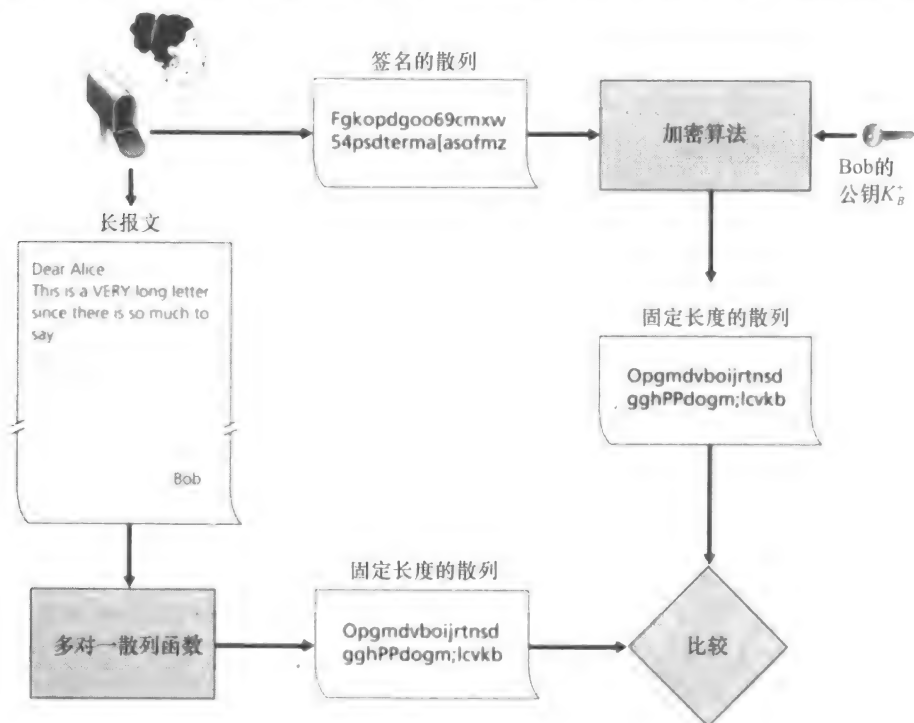 签名的散列
Fgkopdgoo69cmxw
54psdterma[asofmz
加密算法
Bob的
公钥K_B^+
长报文
Dear Alice
This is a VERY long letter
since there is so much to
say
Bob
固定长度的散列
Opgmdvboijrtnsd
gghPPdogm;lcvkb
多对一散列函数
固定长度的散列
Opgmdvboijrtnsd
gghPPdogm;lcvkb
比较